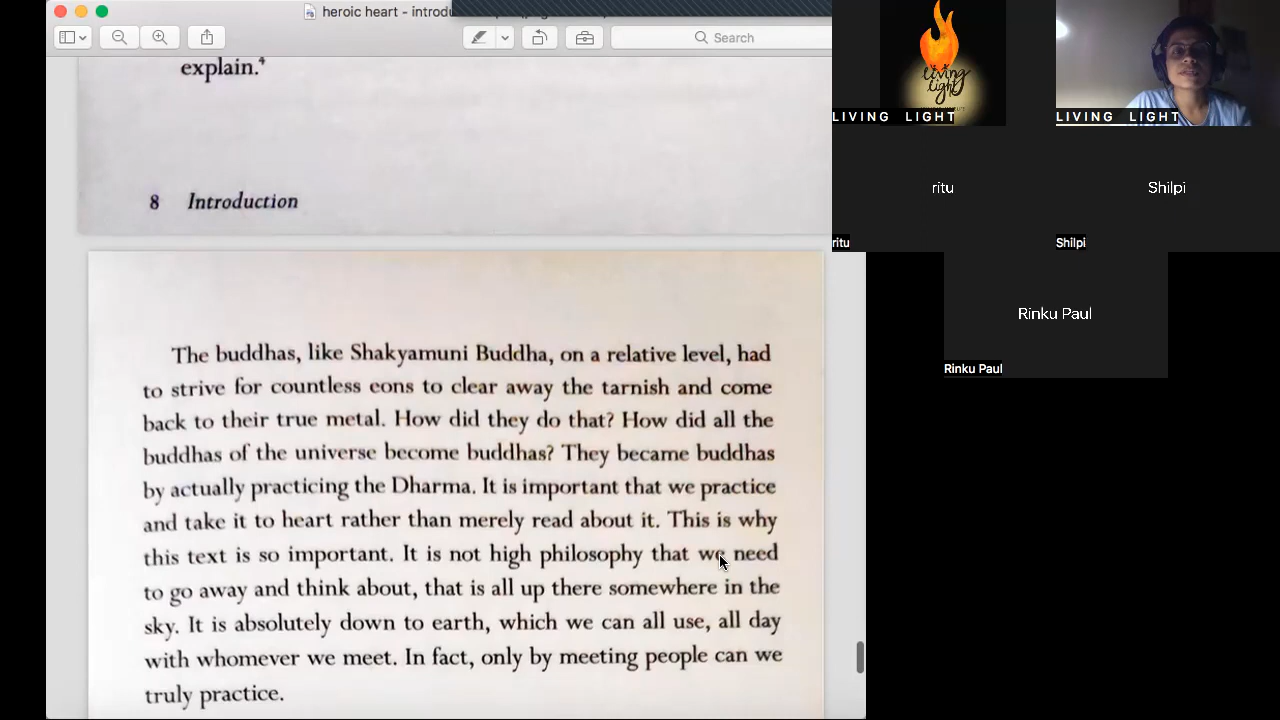 heroic heart - introdu
Search
explain.⁴
8 Introduction
The buddhas, like Shakyamuni Buddha, on a relative level, had
to strive for countless eons to clear away the tarnish and come
back to their true metal. How did they do that? How did all the
buddhas of the universe become buddhas? They became buddhas
by actually practicing the Dharma. It is important that we practice
and take it to heart rather than merely read about it. This is why
this text is so important. It is not high philosophy that we need
to go away and think about, that is all up there somewhere in the
sky. It is absolutely down to earth, which we can all use, all day
with whomever we meet. In fact, only by meeting people can we
truly practice.
living
light
LIVING LIGHT
LIVING LIGHT
ritu
Shilpi
ritu
Shilpi
Rinku Paul
Rinku Paul